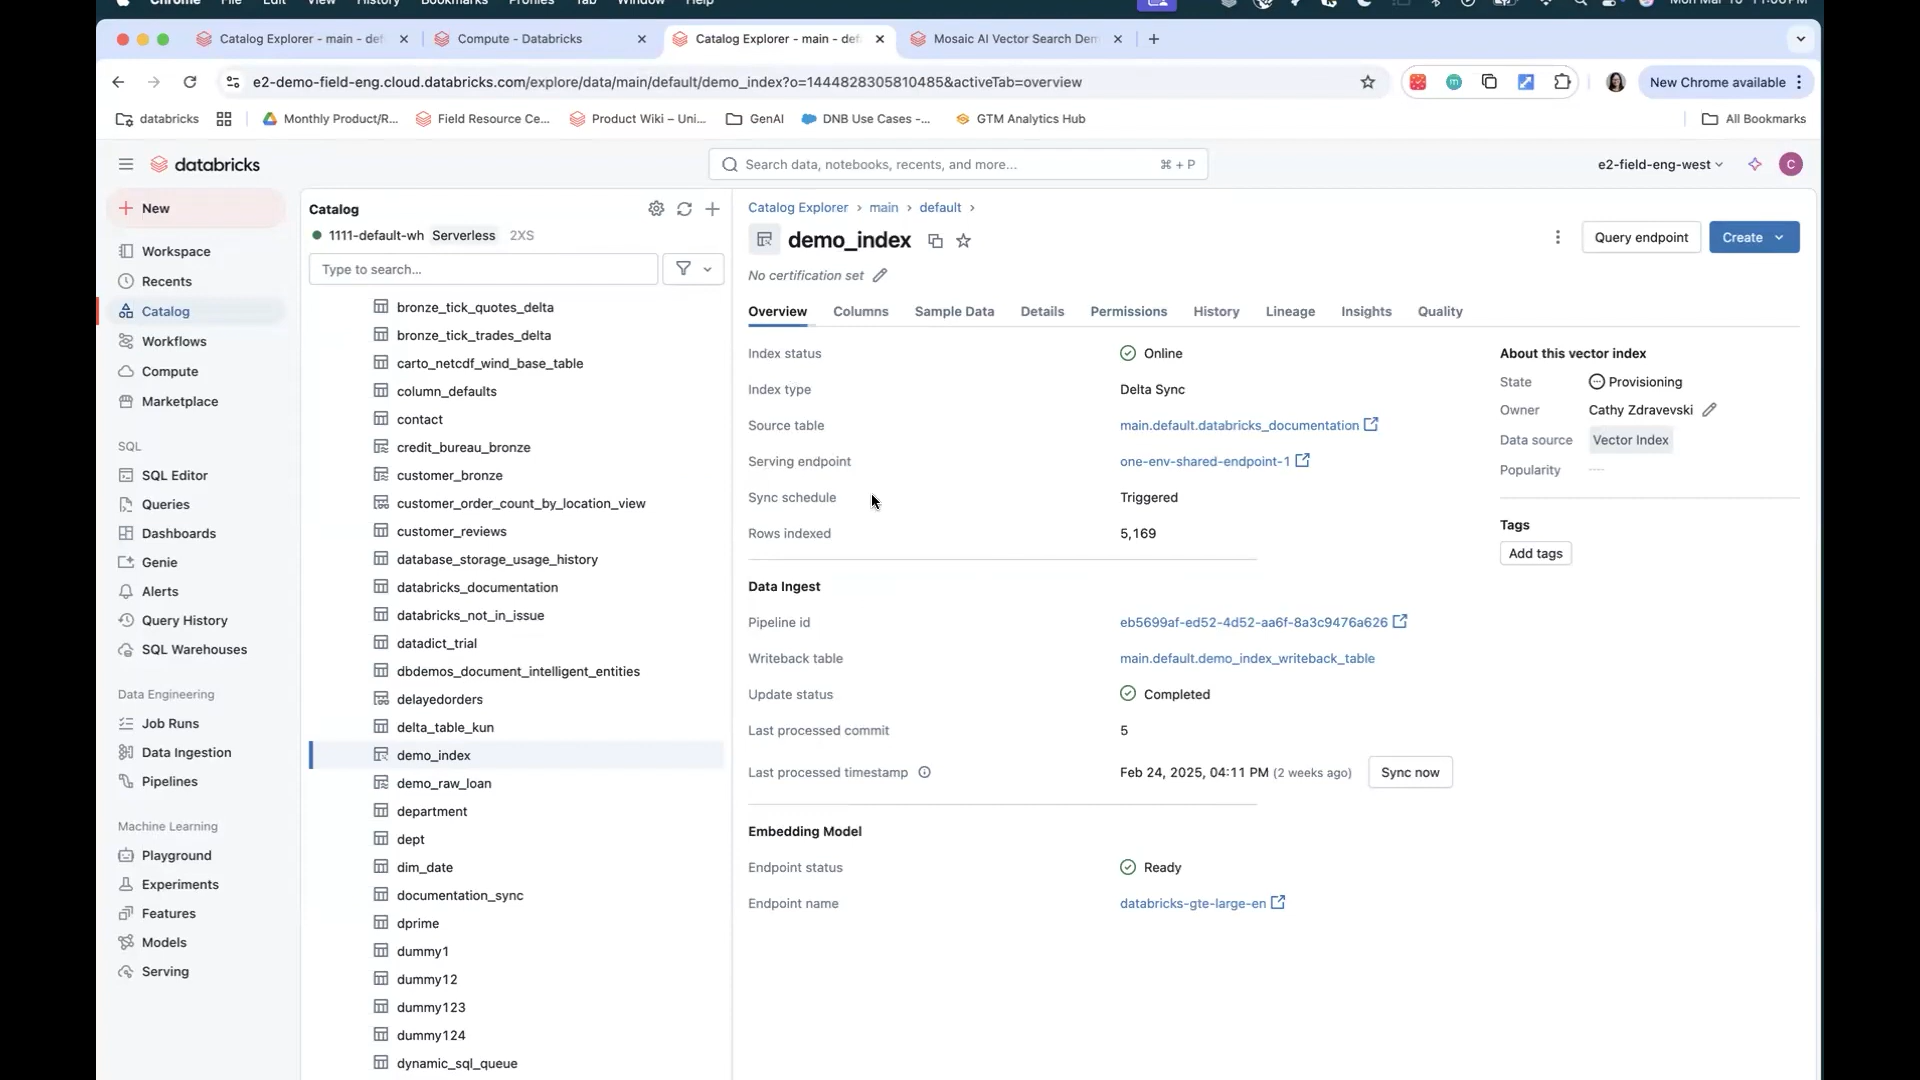 Chrome File Edit View History Bookmarks Profiles Tab Window Help
Catalog Explorer - main - def
Compute - Databricks
Catalog Explorer - main - def
Mosaic AI Vector Search Dem
e2-demo-field-eng.cloud.databricks.com/explore/data/main/default/demo_index?o=1444828305810485&activeTab=overview
New Chrome available
databricks
Monthly Product/R...
Field Resource Ce...
Product Wiki – Uni...
GenAI
DNB Use Cases -...
GTM Analytics Hub
All Bookmarks
databricks
Search data, notebooks, recents, and more...
⌘ + P
e2-field-eng-west
C
New
Workspace
Recents
Catalog
Workflows
Compute
Marketplace
SQL
SQL Editor
Queries
Dashboards
Genie
Alerts
Query History
SQL Warehouses
Data Engineering
Job Runs
Data Ingestion
Pipelines
Machine Learning
Playground
Experiments
Features
Models
Serving
Catalog
1111-default-wh Serverless 2XS
Type to search...
bronze_tick_quotes_delta
bronze_tick_trades_delta
carto_netcdf_wind_base_table
column_defaults
contact
credit_bureau_bronze
customer_bronze
customer_order_count_by_location_view
customer_reviews
database_storage_usage_history
databricks_documentation
databricks_not_in_issue
datadict_trial
dbdemos_document_intelligent_entities
delayedorders
delta_table_kun
demo_index
demo_raw_loan
department
dept
dim_date
documentation_sync
dprime
dummy1
dummy12
dummy123
dummy124
dynamic_sql_queue
Catalog Explorer › main › default ›
demo_index
Query endpoint
Create
No certification set
Overview
Columns
Sample Data
Details
Permissions
History
Lineage
Insights
Quality
Index status Online
Index type Delta Sync
Source table main.default.databricks_documentation
Serving endpoint one-env-shared-endpoint-1
Sync schedule Triggered
Rows indexed 5,169
Data Ingest
Pipeline id eb5699af-ed52-4d52-aa6f-8a3c9476a626
Writeback table main.default.demo_index_writeback_table
Update status Completed
Last processed commit 5
Last processed timestamp Feb 24, 2025, 04:11 PM (2 weeks ago) Sync now
Embedding Model
Endpoint status Ready
Endpoint name databricks-gte-large-en
About this vector index
State Provisioning
Owner Cathy Zdravevski
Data source Vector Index
Popularity ----
Tags
Add tags